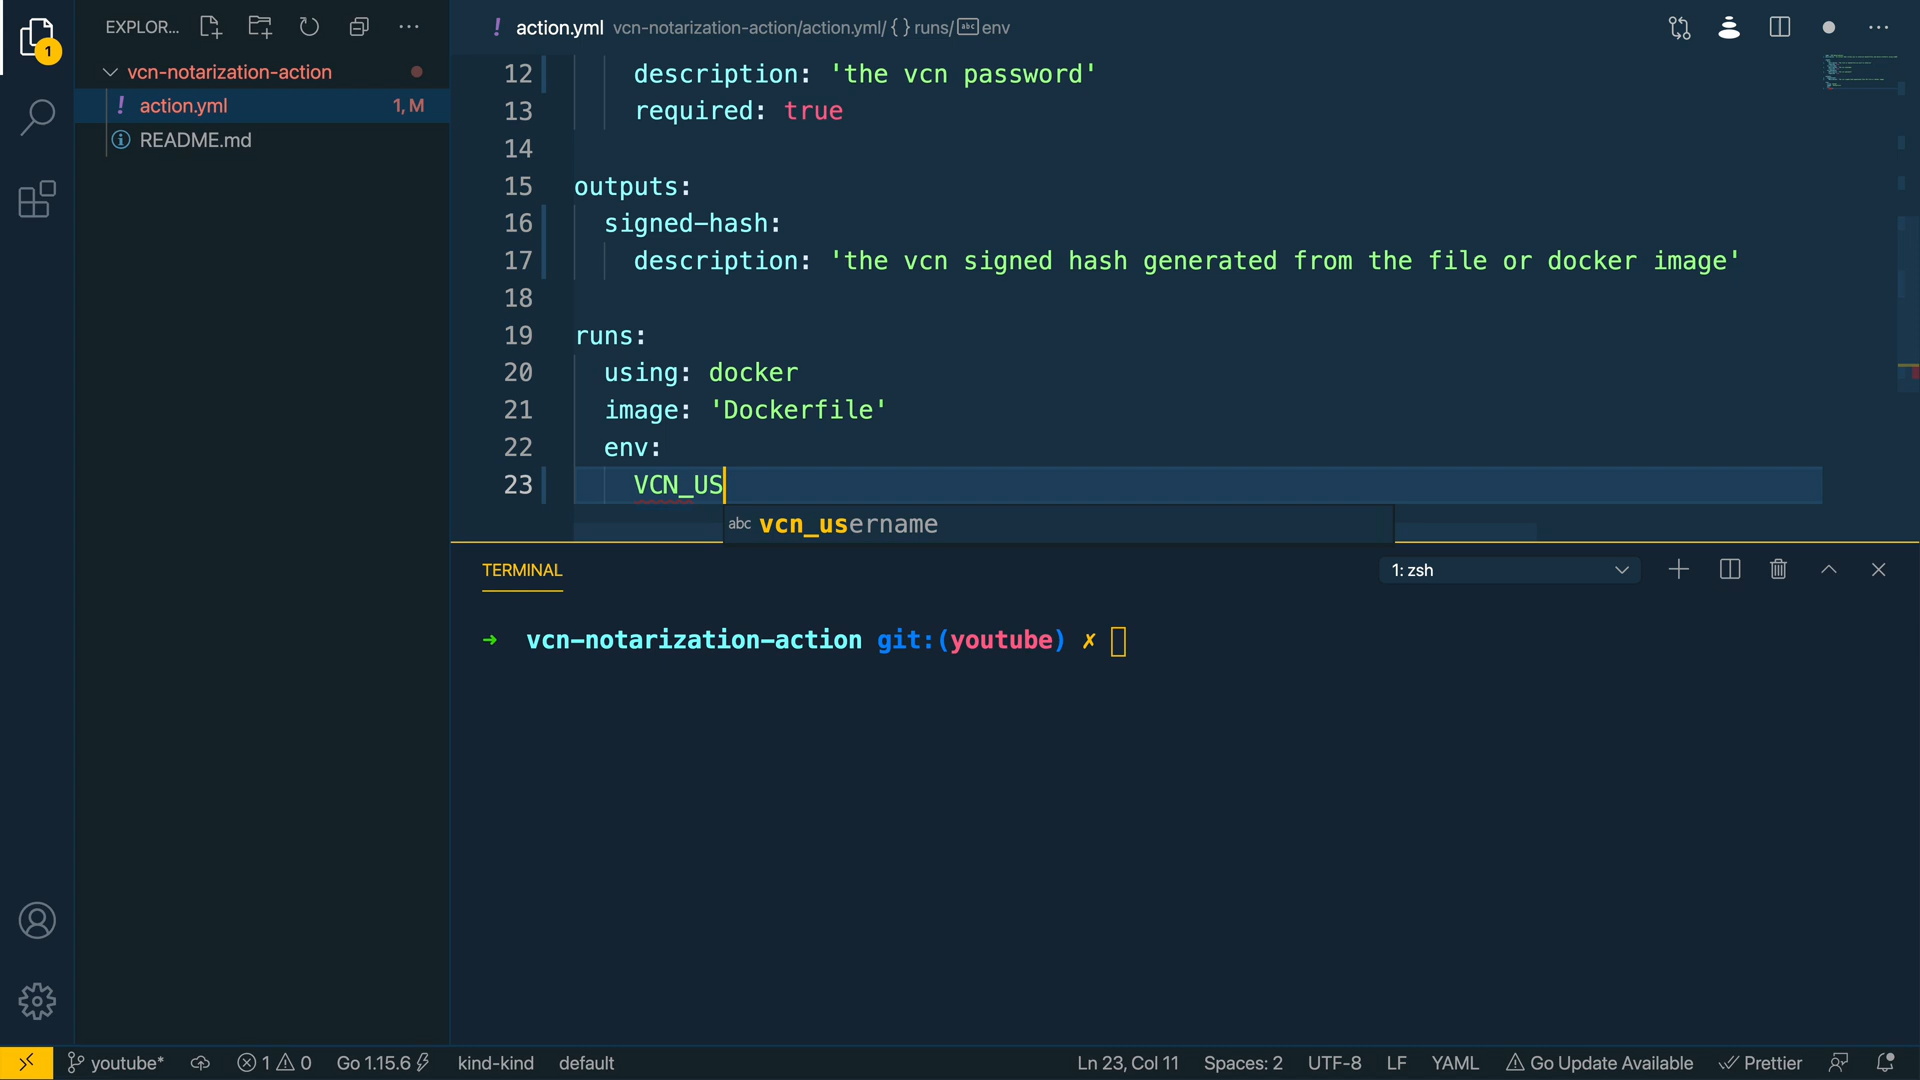 EXPLOR...
1
vcn-notarization-action
action.yml 1, M
README.md
action.yml vcn-notarization-action/action.yml/ { } runs/ abc env
12 description: 'the vcn password'
13 required: true
14
15 outputs:
16 signed-hash:
17 description: 'the vcn signed hash generated from the file or docker image'
18
19 runs:
20 using: docker
21 image: 'Dockerfile'
22 env:
23 VCN_US
abc vcn_username
TERMINAL
1: zsh
➜ vcn-notarization-action git:(youtube) ✗
youtube* 1 0 Go 1.15.6 kind-kind default Ln 23, Col 11 Spaces: 2 UTF-8 LF YAML Go Update Available Prettier